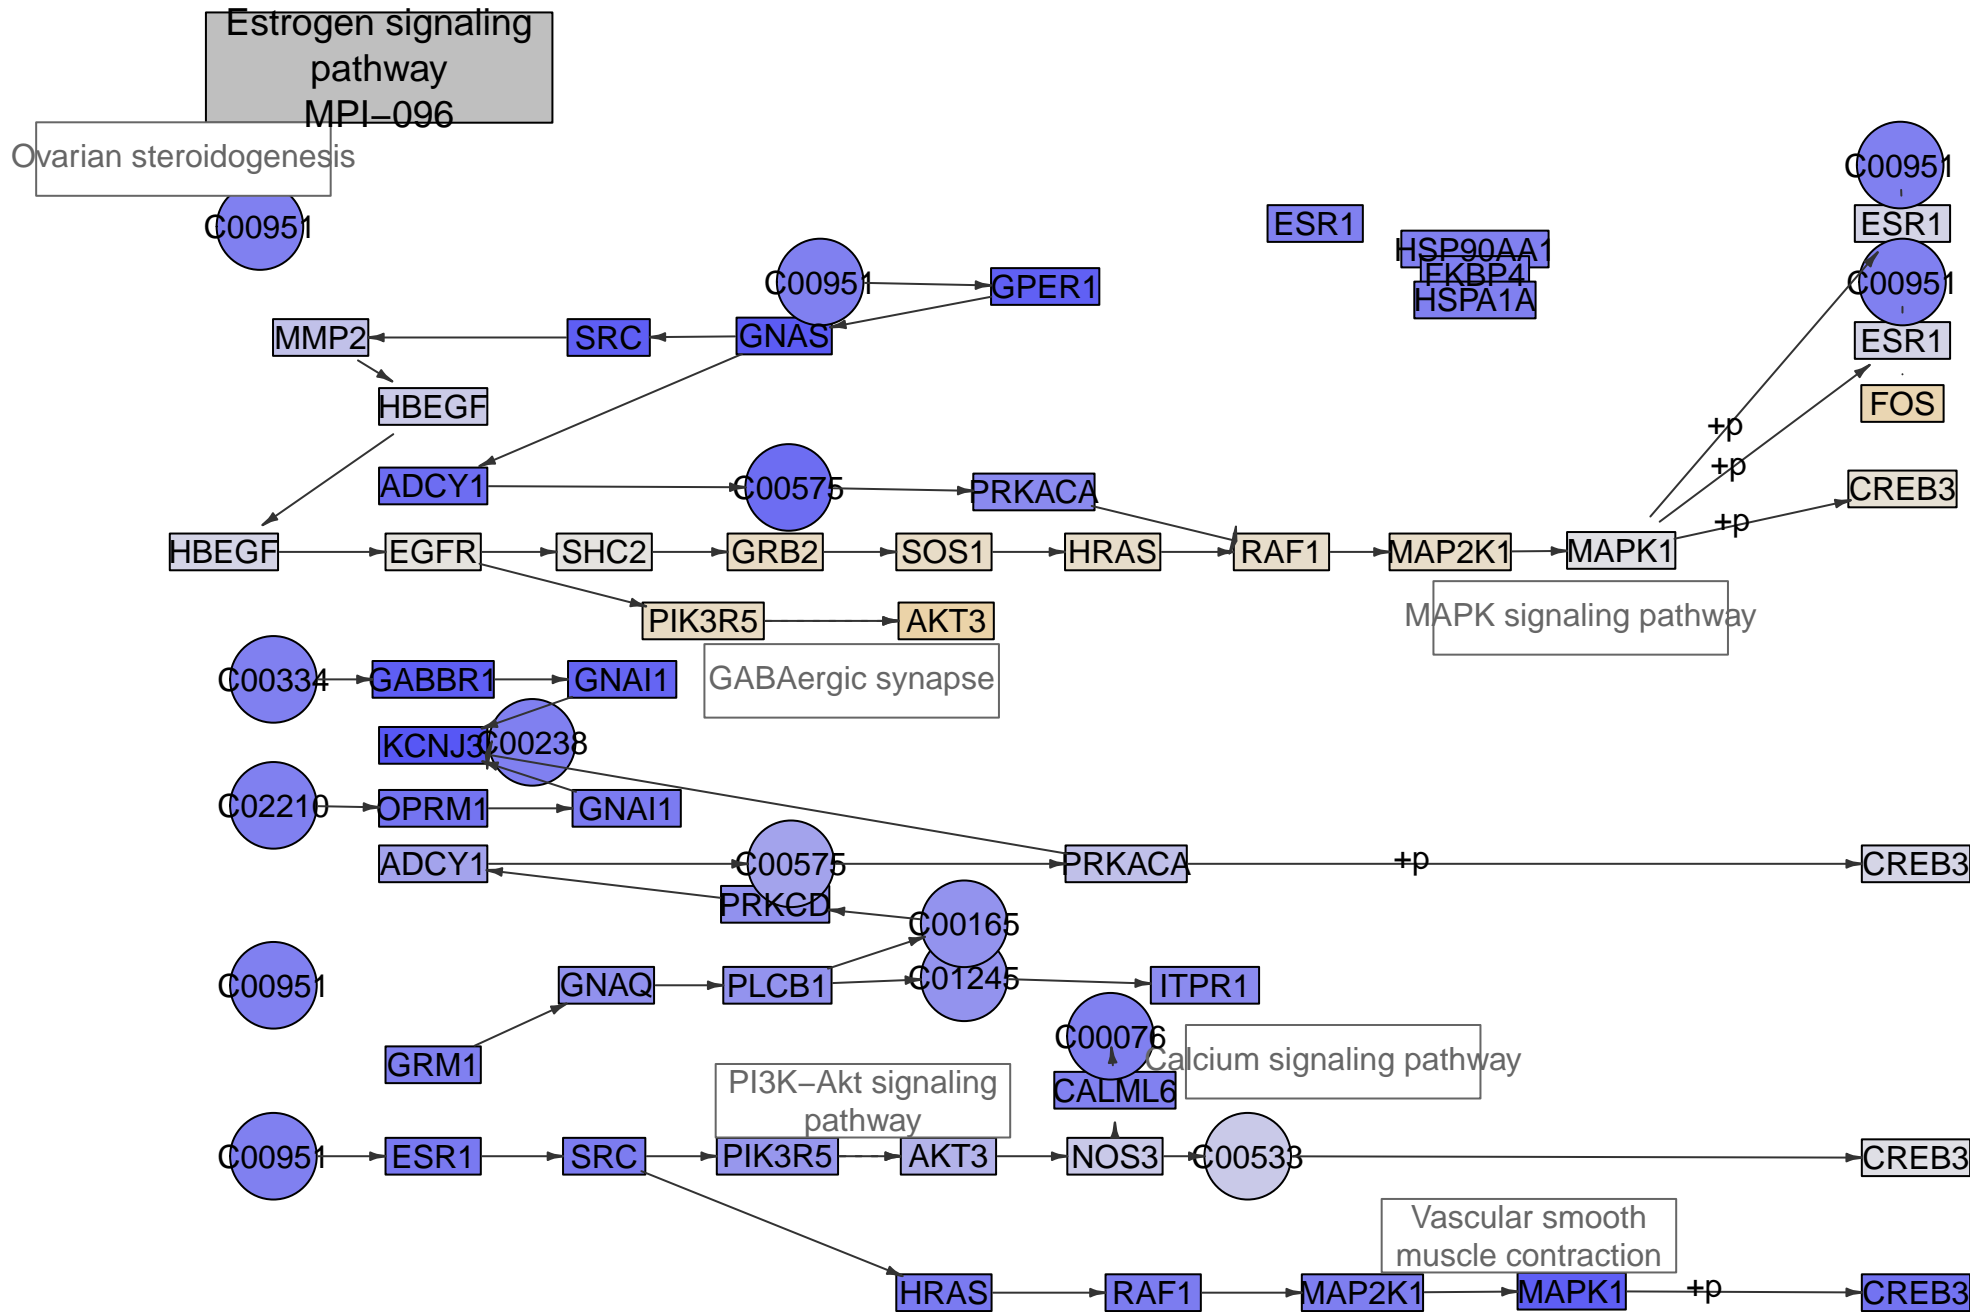 Estrogen signaling
pathway
MPI−096
Ovarian steroidogenesis
C00951
C00951
ESR1
ESR1
C00951
HSP90AA1
FKBP4
HSPA1A
C00951
GPER1
C00951
MMP2
SRC
GNAS
ESR1
HBEGF
FOS
+p
+p
ADCY1
C00575
PRKACA
CREB3
+p
HBEGF
EGFR
SHC2
GRB2
SOS1
HRAS
RAF1
MAP2K1
MAPK1
PIK3R5
AKT3
MAPK signaling pathway
C00334
GABBR1
GNAI1
GABAergic synapse
KCNJ3
C00238
C02210
OPRM1
GNAI1
ADCY1
C00575
PRKACA
+p
CREB3
PRKCD
C00165
C00951
GNAQ
PLCB1
C01245
ITPR1
C00076
Calcium signaling pathway
GRM1
PI3K−Akt signaling
pathway
CALML6
C00951
ESR1
SRC
PIK3R5
AKT3
NOS3
C00533
CREB3
Vascular smooth
muscle contraction
HRAS
RAF1
MAP2K1
MAPK1
+p
CREB3